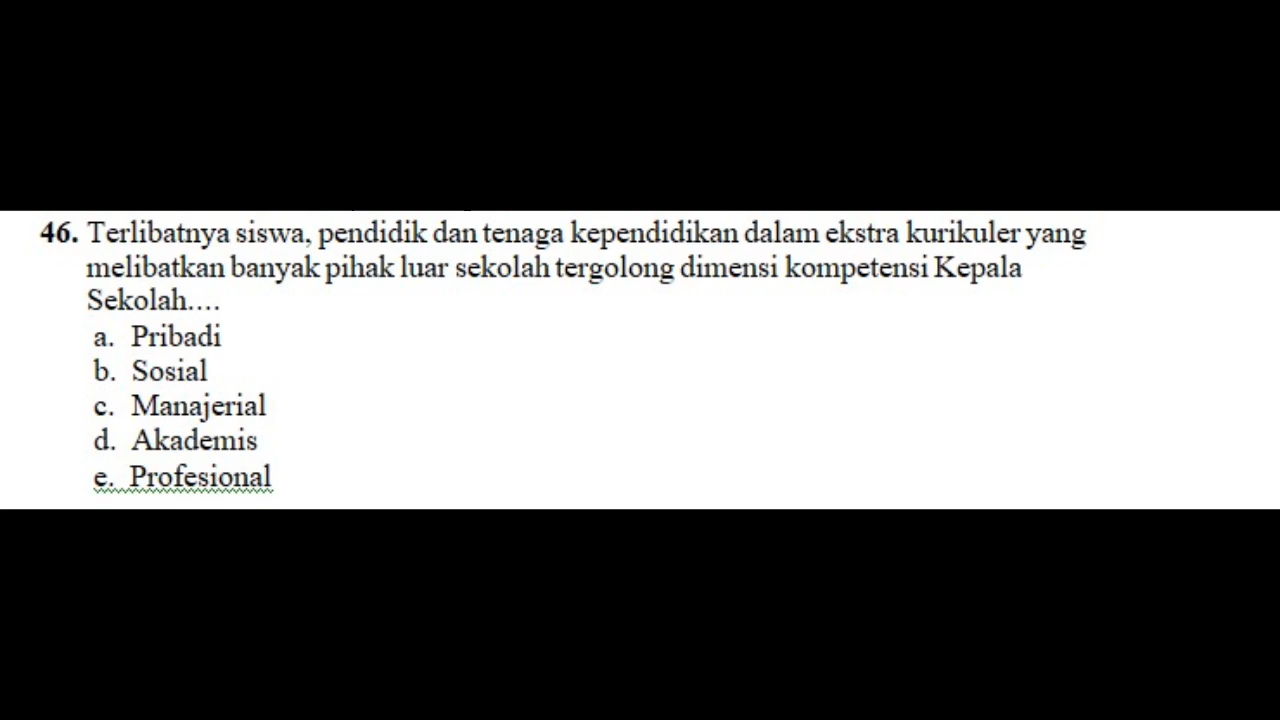 46. Terlibatnya siswa, pendidik dan tenaga kependidikan dalam ekstra kurikuler yang
melibatkan banyak pihak luar sekolah tergolong dimensi kompetensi Kepala
Sekolah....
a. Pribadi
b. Sosial
c. Manajerial
d. Akademis
e. Profesional